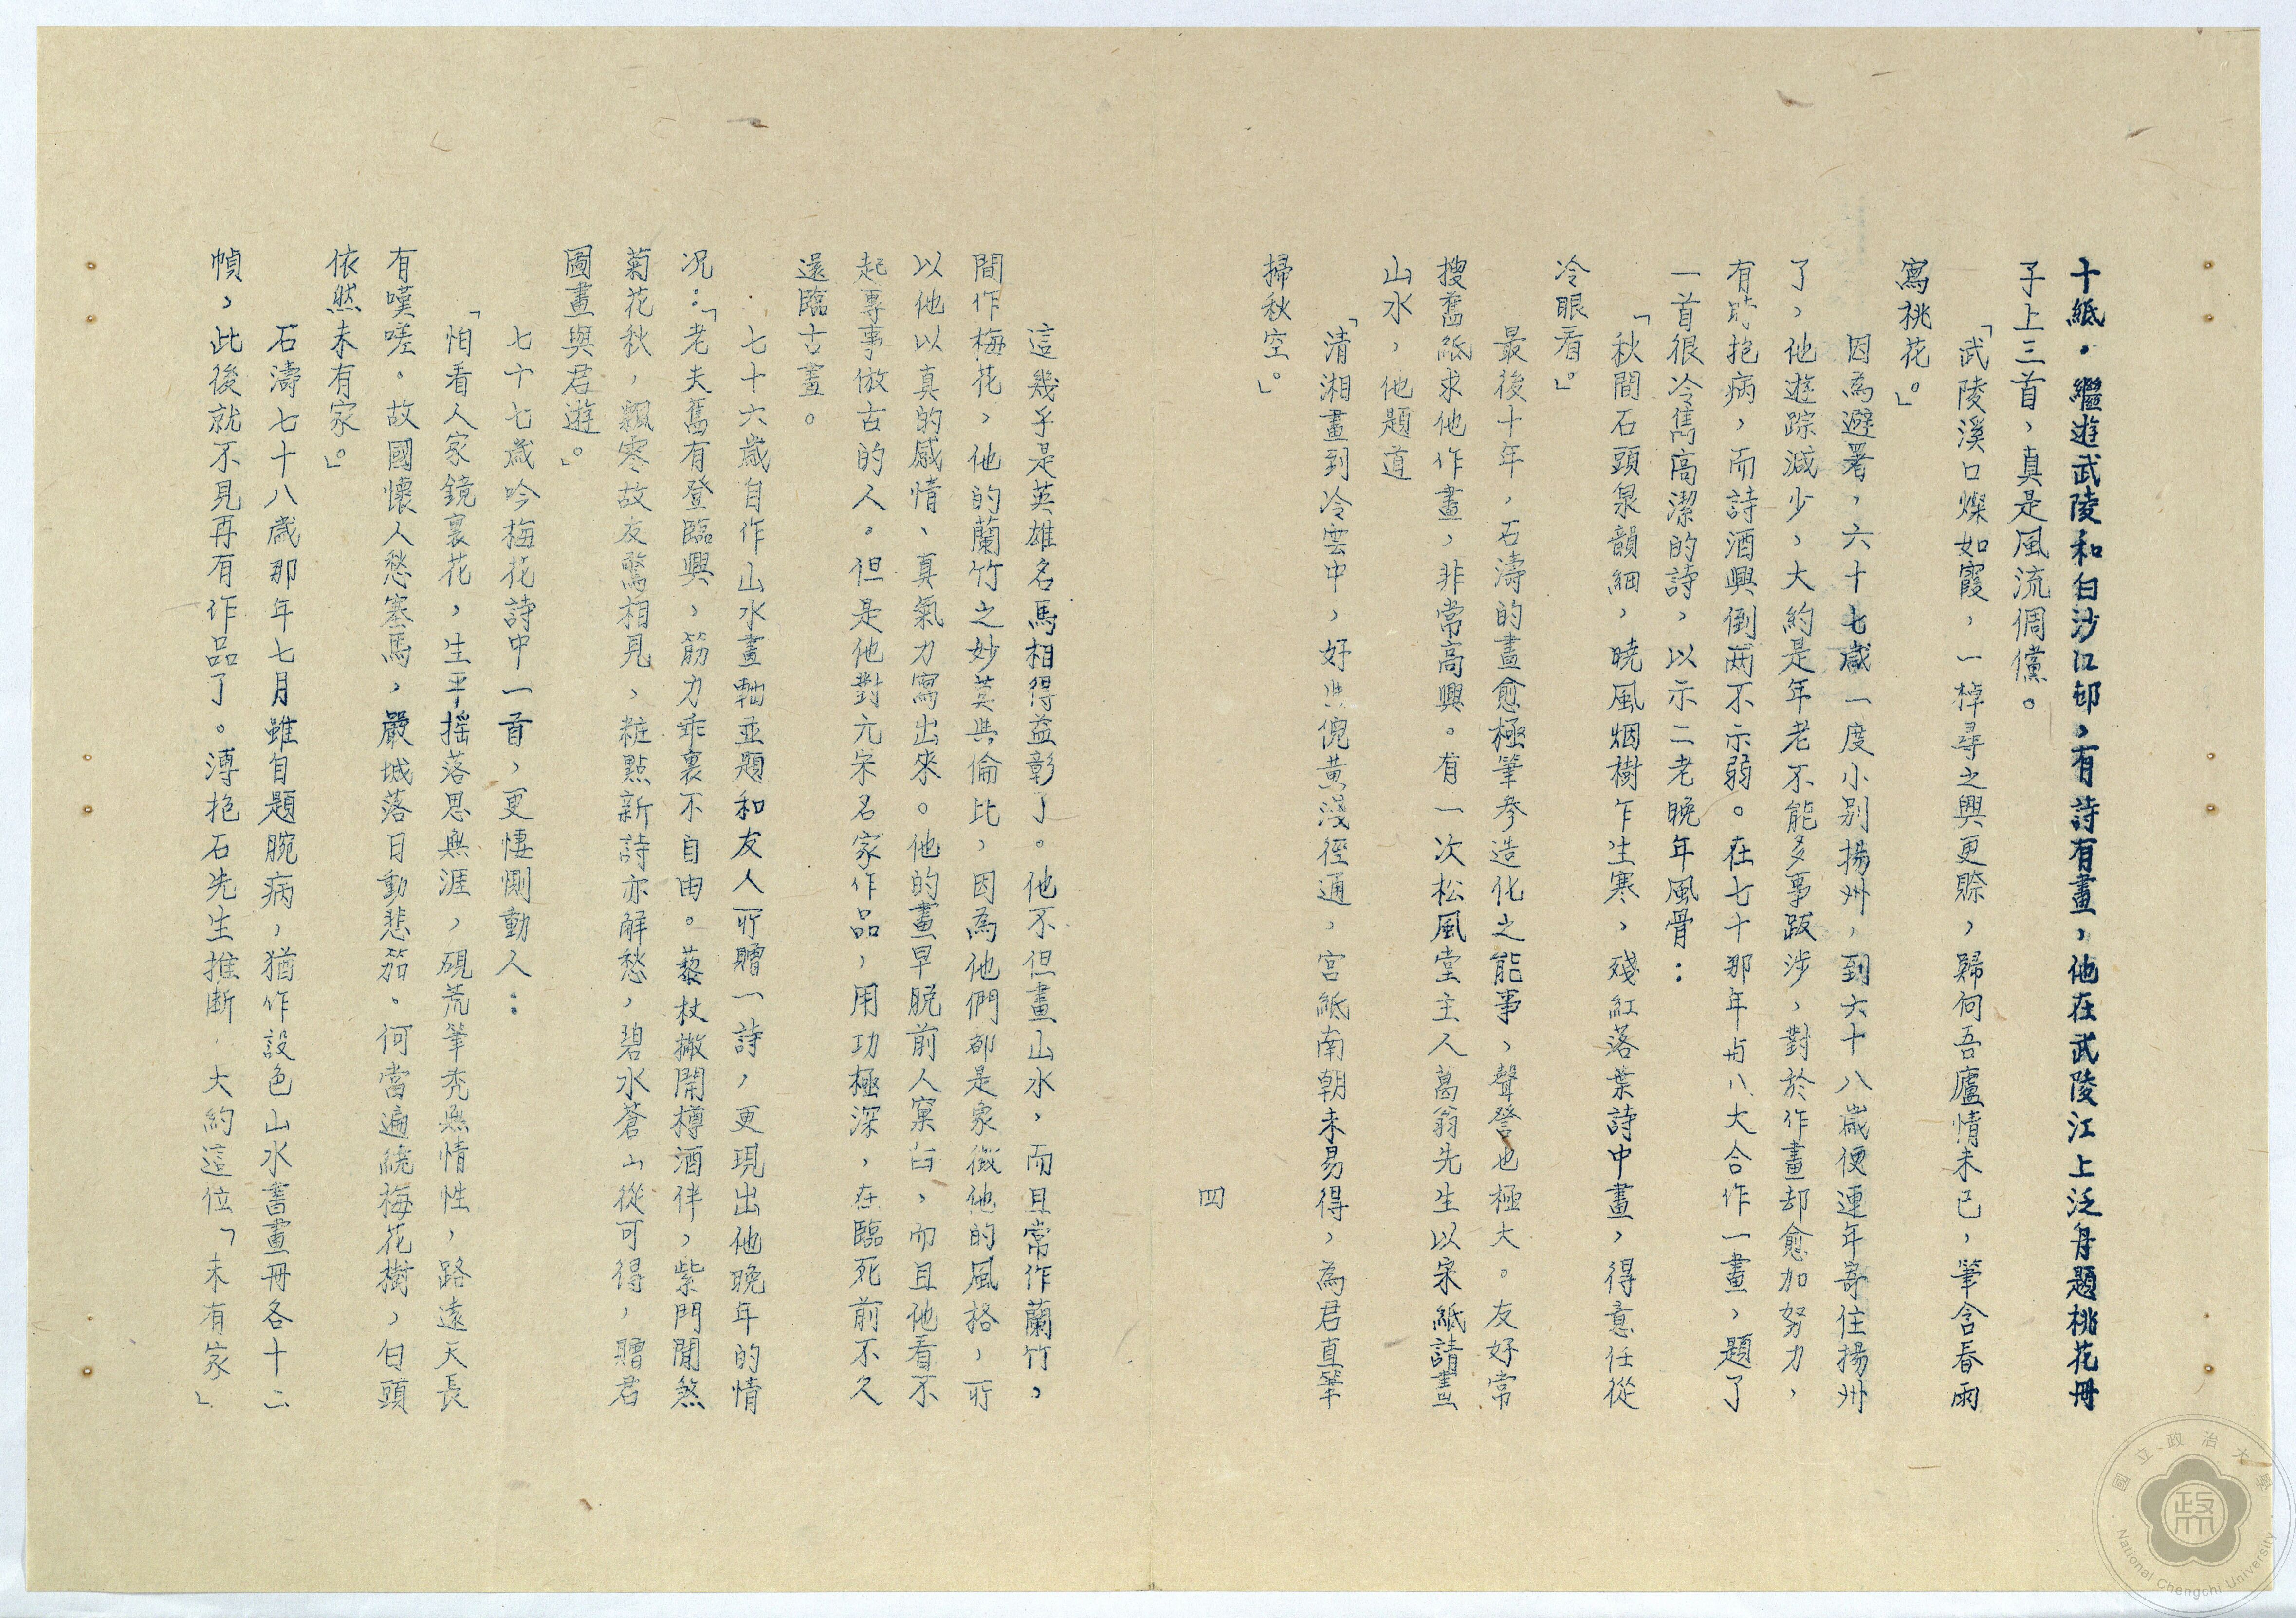 十紙。繼遊武陵和白沙江邨，有詩有畫，他在武陵江上泛舟題桃花冊
子上三首，真是風流倜儻。
「武陵溪口燦如霞，一棹尋之興更賒，歸向吾廬情未已，筆含春雨
寫桃花。」
因為避暑，六十七歲一度小别揚州，到六十八歲便連年寄住揚州
了，他遊踪減少，大約是年老不能多事跋涉，對於作畫却愈加努力，
有時抱病，而詩酒興倒兩不示弱。在七十那年与八大合作一畫，題了
一首很冷雋高潔的詩，以示二老晚年風骨：
「秋間石頭泉韻細，曉風烟樹乍生寒，殘紅落葉詩中畫，得意任從
冷眼看。」
最後十年，石濤的畫愈極筆參造化之能事，聲譽也極大。友好常
搜舊紙求他作畫，非常高興。有一次松風堂主人葛翁先生以宋紙請畫
山水，他題道
「清湘畫到冷雲中，好共倪黄淺徑通，宫紙南朝未易得，為君直筆
掃秋空。」
四
這幾乎是英雄名馬相得益彰了。他不但畫山水，而且常作蘭竹，
間作梅花，他的蘭竹之妙莫與倫比，因為他們都是象徵他的風格，所
以他以真的感情、真氣力寫出來。他的畫早脱前人窠臼，而且他看不
起專事倣古的人。但是他對元宋名家作品，用功極深，在臨死前不久
還臨古畫。
七十六歲自作山水畫軸並題和友人所贈一詩，更現出他晚年的情
况：「老夫舊有登臨興，筋力乖裏不自由。藜杖撇開樽酒伴，紫門閒煞
菊花秋，飄零故友驚相見，粧點新詩亦解愁，碧水蒼山從可得，贈君
圖畫與君遊。」
七十七歲吟梅花詩中一首，更悽惻動人：
「怕看人家鏡裏花，生平摇落思無涯，硯荒筆秃無情性，路遠天長
有嘆嗟。故國懷人愁塞馬，嚴城落日動悲笳。何當遍繞梅花樹，白頭
依然未有家。」
石濤七十八歲那年七月雖自題腕病，猶作設色山水書畫冊各十二
幀，此後就不見再有作品了。溥抱石先生推断，大約這位「未有家」
國立政治大學
National Chengchi University